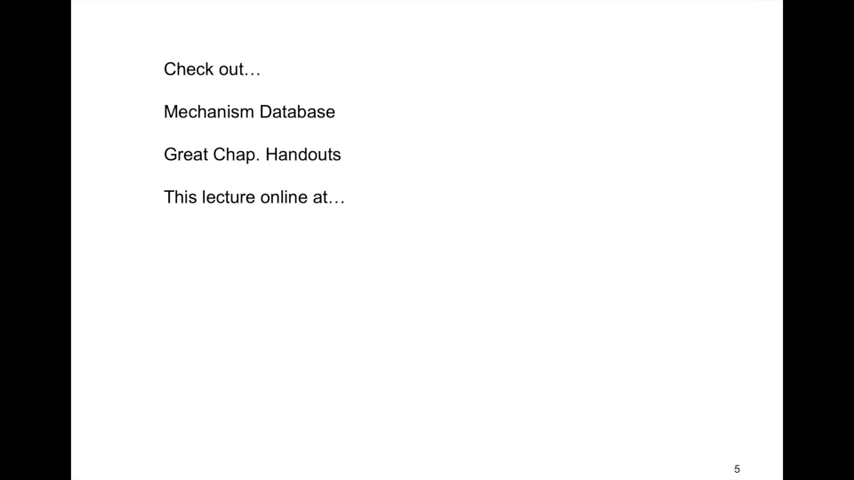 Check out…
Mechanism Database
Great Chap. Handouts
This lecture online at…
5